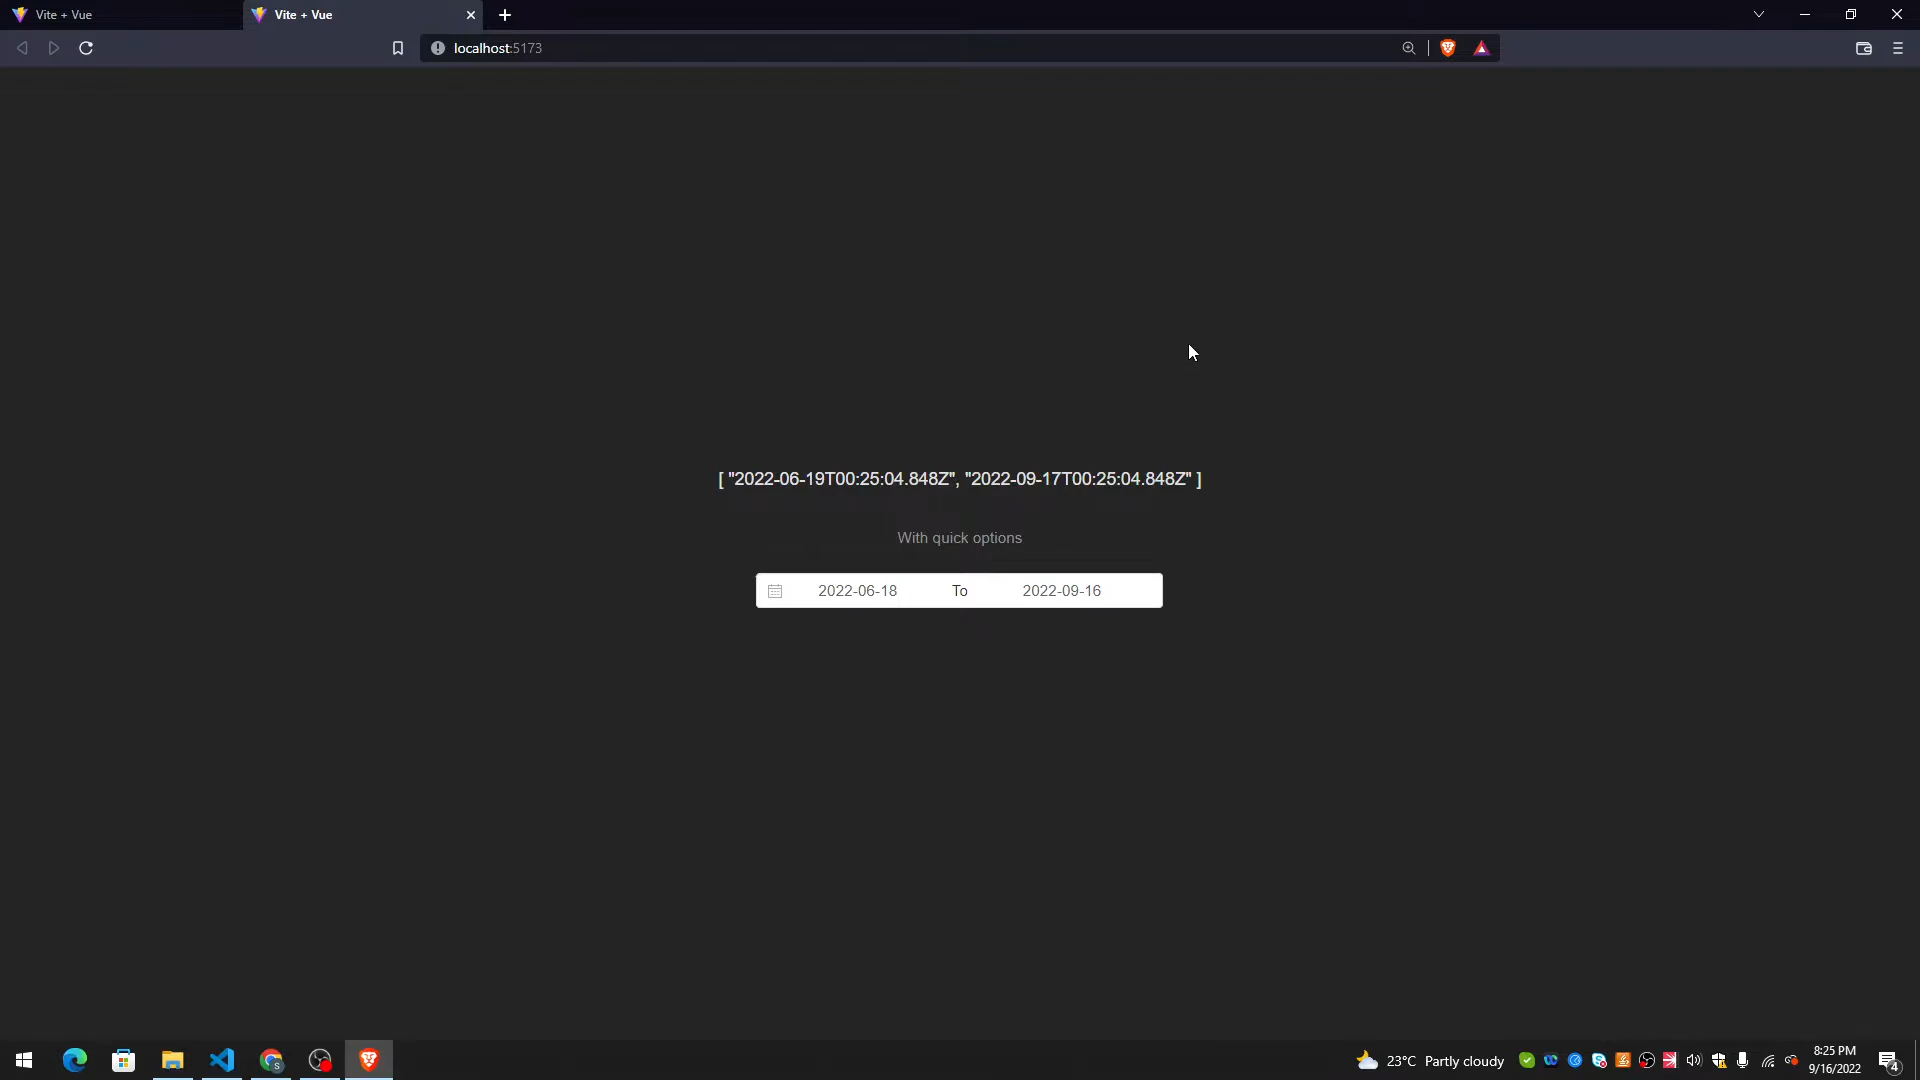 Vite + Vue
Vite + Vue
localhost:5173
[ "2022-06-19T00:25:04.848Z", "2022-09-17T00:25:04.848Z" ]
With quick options
2022-06-18 To 2022-09-16
23°C Partly cloudy
8:25 PM
9/16/2022
4